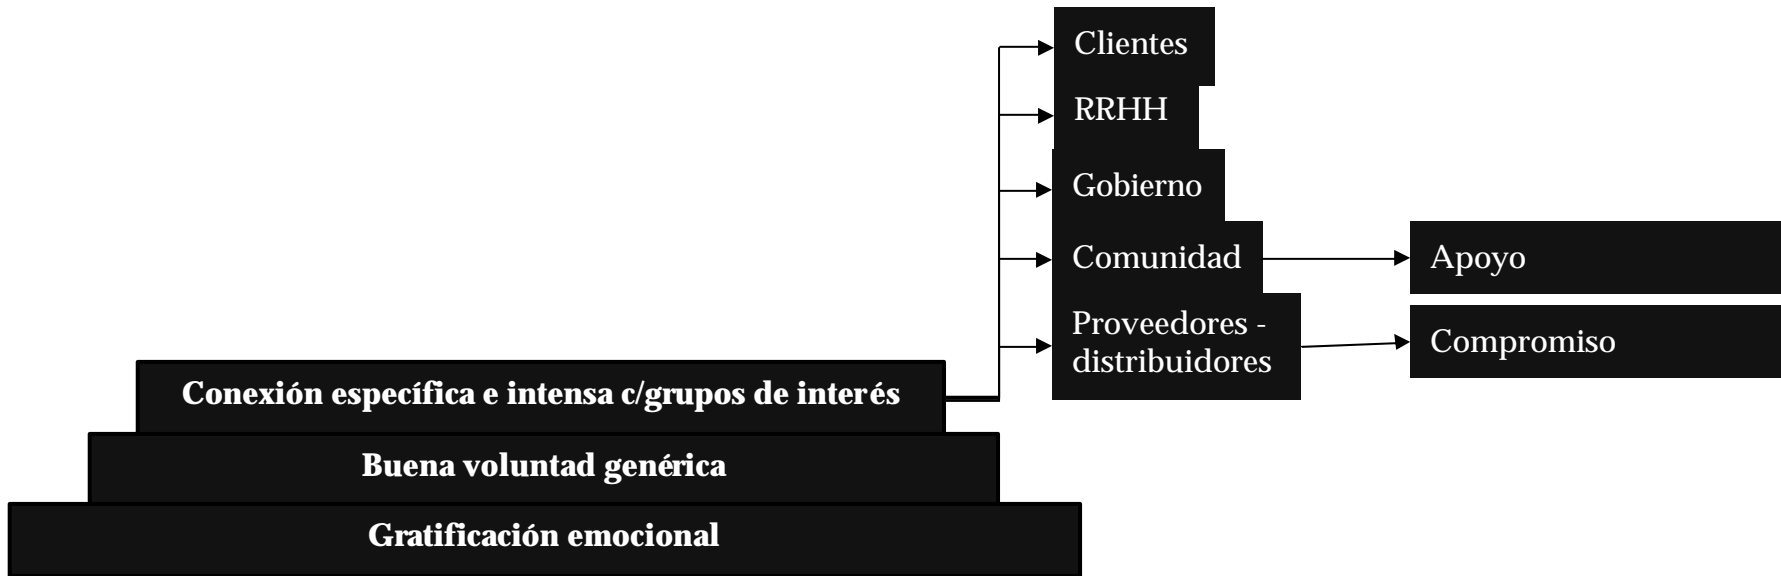 Clientes
RRHH
Gobierno
Comunidad
Apoyo
Proveedores -
distribuidores
Compromiso
Conexión específica e intensa c/grupos de interés
Buena voluntad genérica
Gratificación emocional